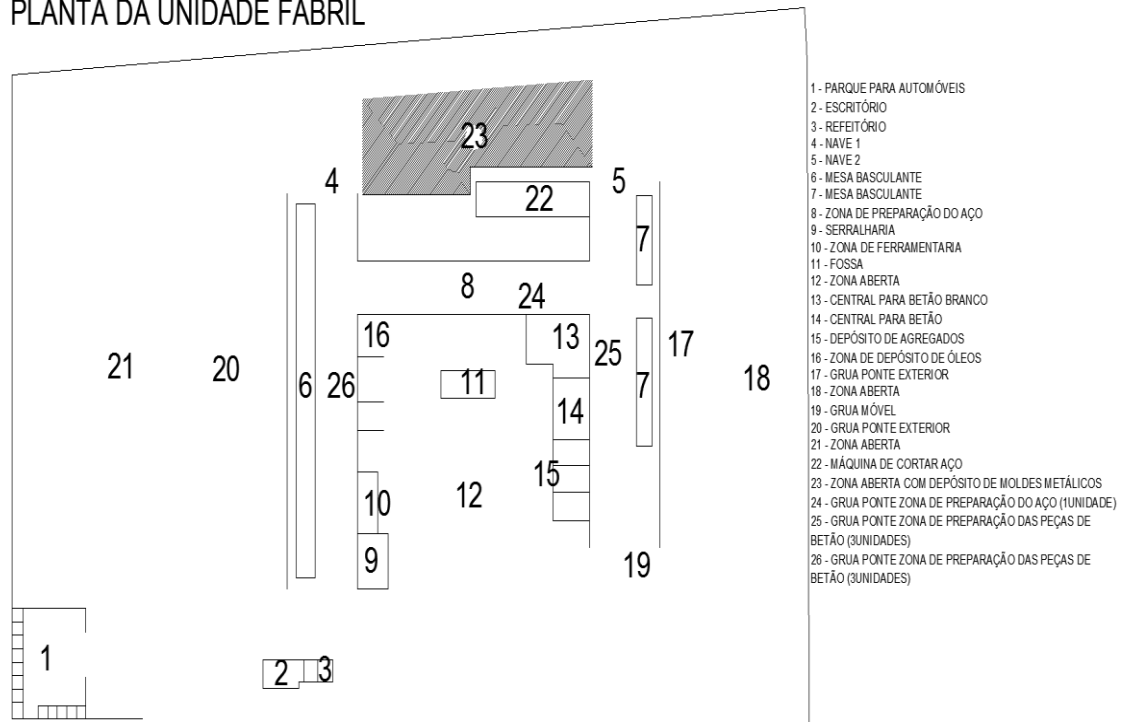 PLANTA DA UNIDADE FABRIL
23
4
22
5
7
8
24
16
13
25
17
21
20
6
26
11
7
18
14
15
10
12
9
19
1
2
3
1 - PARQUE PARA AUTOMÓVEIS
2 - ESCRITÓRIO
3 - REFEITÓRIO
4 - NAVE 1
5 - NAVE 2
6 - MESA BASCULANTE
7 - MESA BASCULANTE
8 - ZONA DE PREPARAÇÃO DO AÇO
9 - SERRALHARIA
10 - ZONA DE FERRAMENTARIA
11 - FOSSA
12 - ZONA ABERTA
13 - CENTRAL PARA BETÃO BRANCO
14 - CENTRAL PARA BETÃO
15 - DEPÓSITO DE AGREGADOS
16 - ZONA DE DEPÓSITO DE ÓLEOS
17 - GRUA PONTE EXTERIOR
18 - ZONA ABERTA
19 - GRUA MÓVEL
20 - GRUA PONTE EXTERIOR
21 - ZONA ABERTA
22 - MÁQUINA DE CORTAR AÇO
23 - ZONA ABERTA COM DEPÓSITO DE MOLDES METÁLICOS
24 - GRUA PONTE ZONA DE PREPARAÇÃO DO AÇO (1UNIDADE)
25 - GRUA PONTE ZONA DE PREPARAÇÃO DAS PEÇAS DE
BETÃO (3UNIDADES)
26 - GRUA PONTE ZONA DE PREPARAÇÃO DAS PEÇAS DE
BETÃO (3UNIDADES)